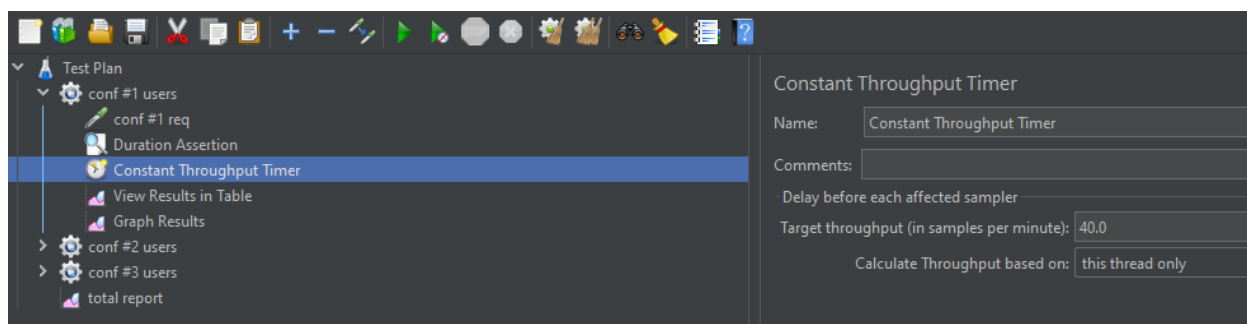 STOP
Test Plan
conf #1 users
conf #1 req
Duration Assertion
Constant Throughput Timer
View Results in Table
Graph Results
conf #2 users
conf #3 users
total report
Constant Throughput Timer
Name: Constant Throughput Timer
Comments:
Delay before each affected sampler
Target throughput (in samples per minute): 40.0
Calculate Throughput based on: this thread only